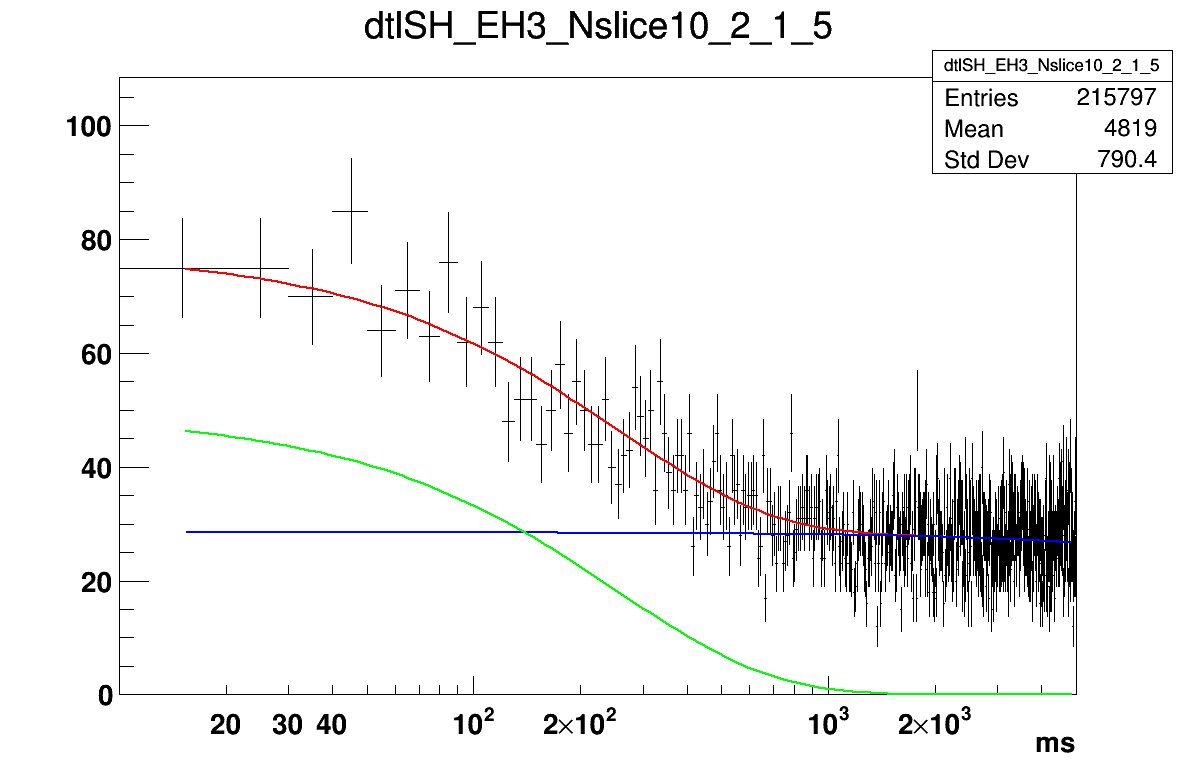 dtlSH_EH3_Nslice10_2_1_5
dtlSH_EH3_Nslice10_2_1_5
Entries 215797
Mean 4819
Std Dev 790.4
100
80
60
40
20
0
20 30 40 10² 2×10² 10³ 2×10³
ms